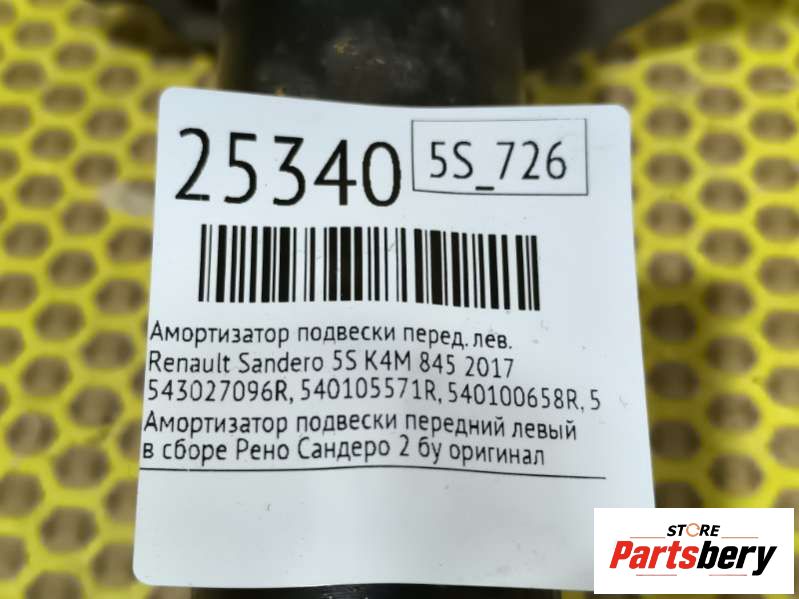 25340
5S_726
Амортизатор подвески перед. лев.
Renault Sandero 5S K4M 845 2017
543027096R, 540105571R, 540100658R, 5
Амортизатор подвески передний левый
в сборе Рено Сандеро 2 бу оригинал
STORE
Partsbery